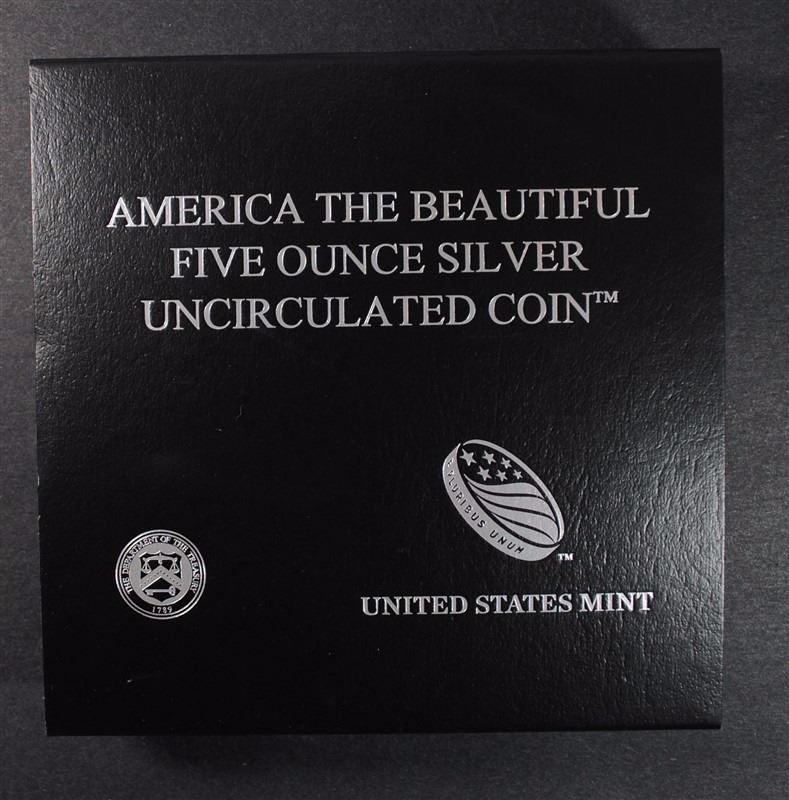 AMERICA THE BEAUTIFUL
FIVE OUNCE SILVER
UNCIRCULATED COIN™
E PLURIBUS UNUM
™
THE DEPARTMENT OF THE TREASURY
1789
UNITED STATES MINT